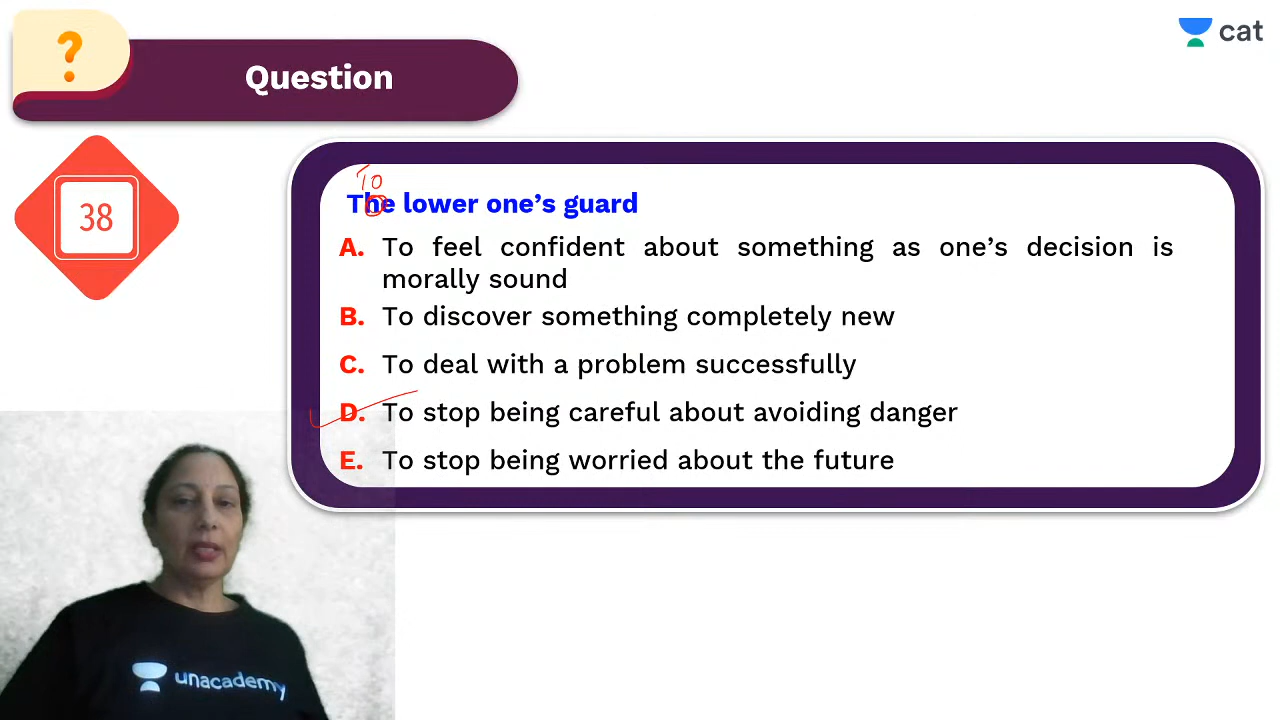 ?
Question
cat
38
To
The lower one's guard
A. To feel confident about something as one's decision is
morally sound
B. To discover something completely new
C. To deal with a problem successfully
D. To stop being careful about avoiding danger
E. To stop being worried about the future
unacademy